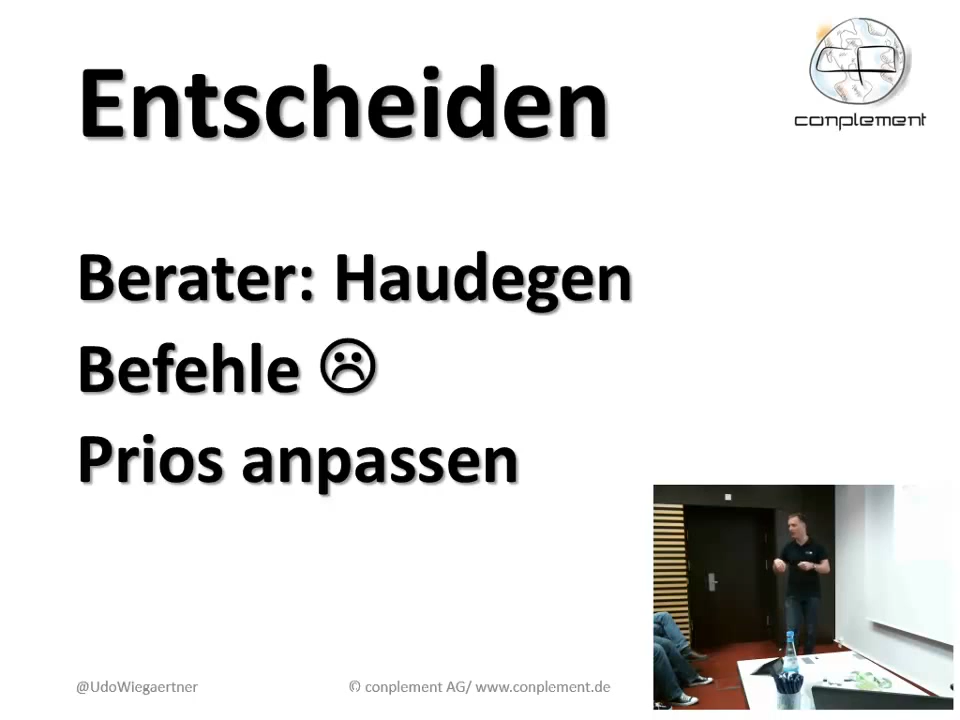 Entscheiden
conplement
Berater: Haudegen
Befehle ☹
Prios anpassen
@UdoWiegaertner
© conplement AG/ www.conplement.de